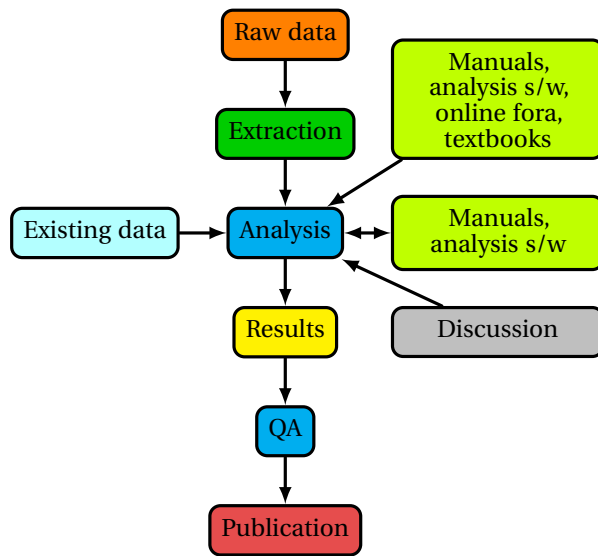 Raw data
Manuals,
analysis s/w,
online fora,
textbooks
Extraction
Existing data
Analysis
Manuals,
analysis s/w
Results
Discussion
QA
Publication